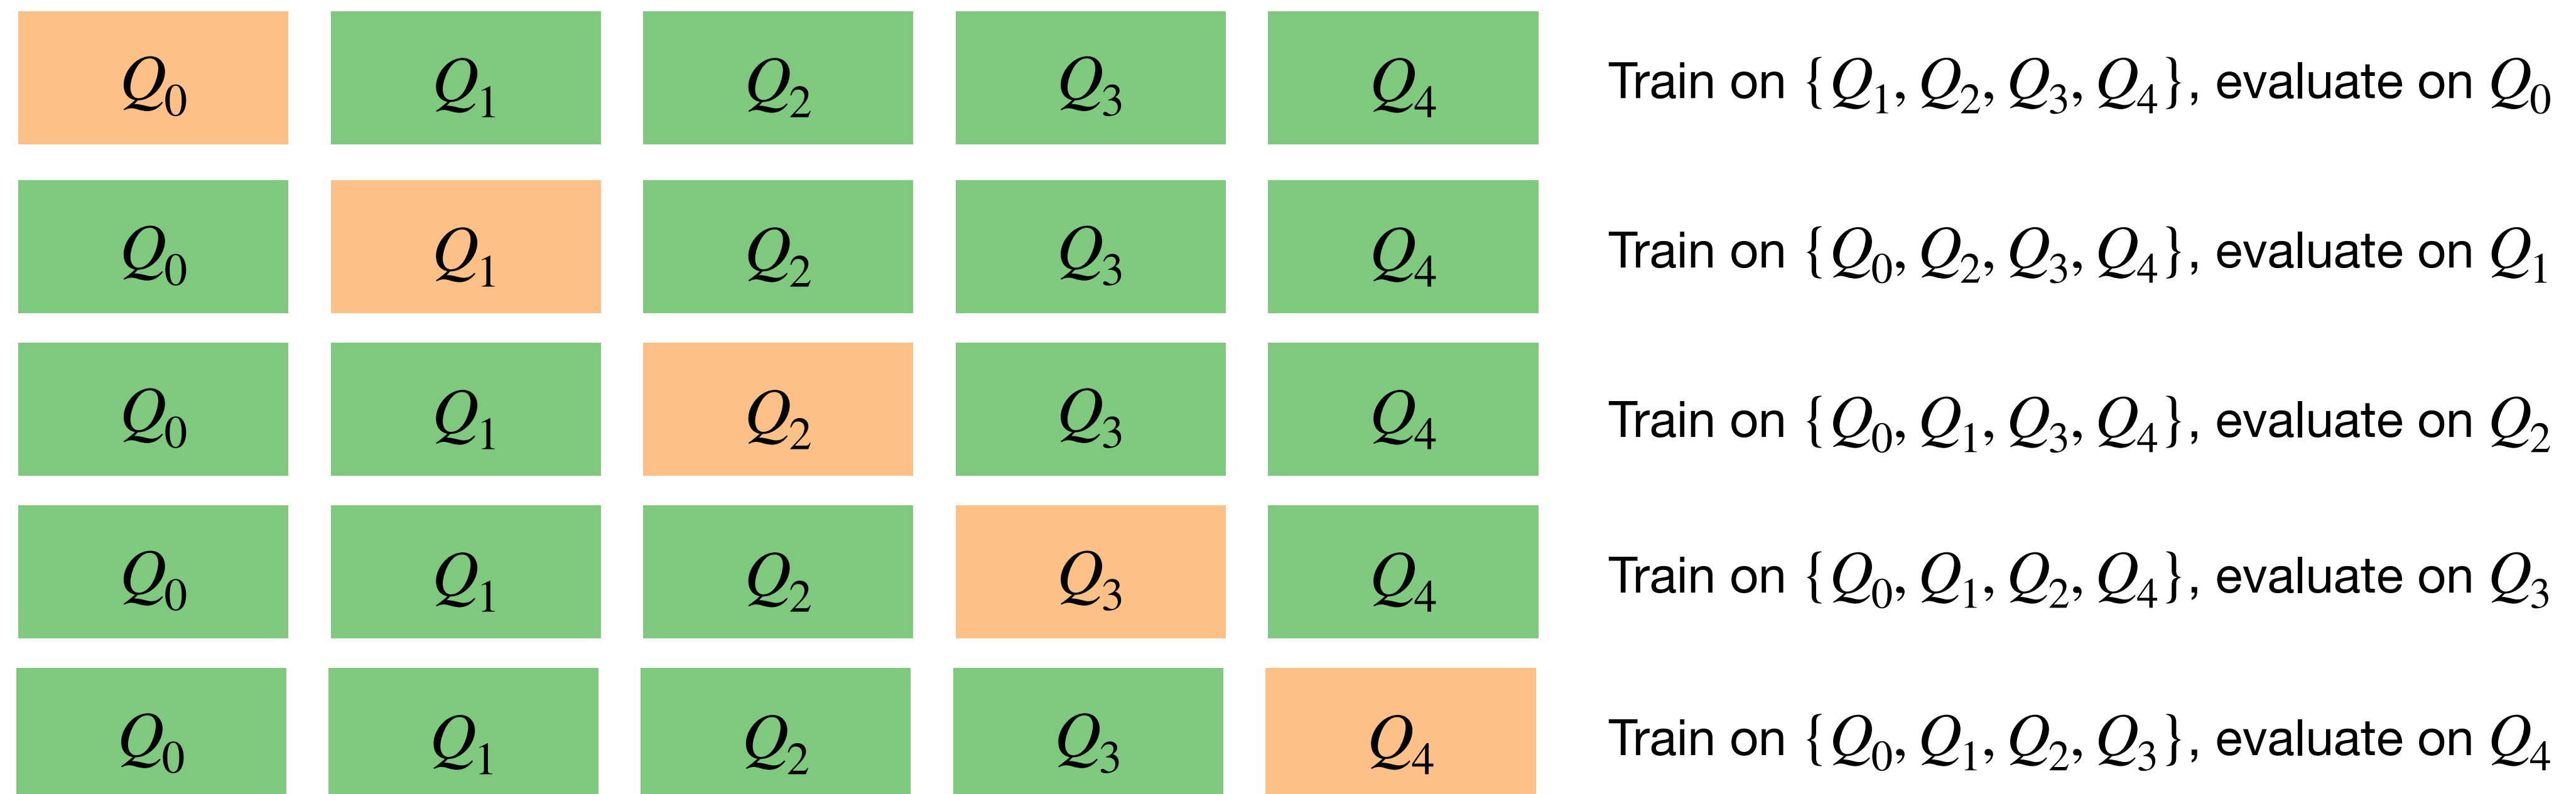 Q0 Q1 Q2 Q3 Q4 Train on {Q1, Q2, Q3, Q4}, evaluate on Q0
Q0 Q1 Q2 Q3 Q4 Train on {Q0, Q2, Q3, Q4}, evaluate on Q1
Q0 Q1 Q2 Q3 Q4 Train on {Q0, Q1, Q3, Q4}, evaluate on Q2
Q0 Q1 Q2 Q3 Q4 Train on {Q0, Q1, Q2, Q4}, evaluate on Q3
Q0 Q1 Q2 Q3 Q4 Train on {Q0, Q1, Q2, Q3}, evaluate on Q4